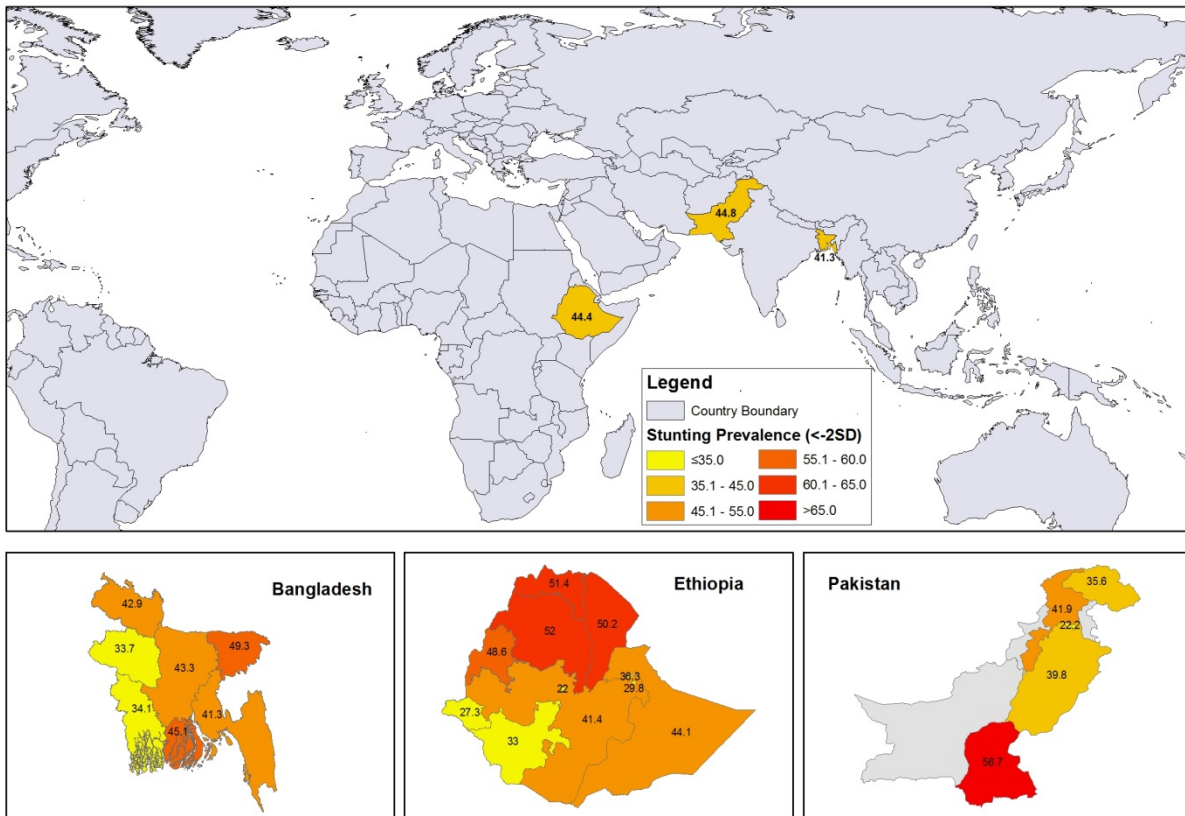 44.8
41.3
44.4
Legend
Country Boundary
Stunting Prevalence (<-2SD)
≤35.0
55.1 - 60.0
35.1 - 45.0
60.1 - 65.0
45.1 - 55.0
>65.0
Bangladesh
42.9
33.7
49.3
43.3
34.1
41.3
45.1
Ethiopia
51.4
52
50.2
48.6
36.3
22
29.8
27.3
41.4
33
44.1
Pakistan
35.6
41.9
22.2
39.8
56.7